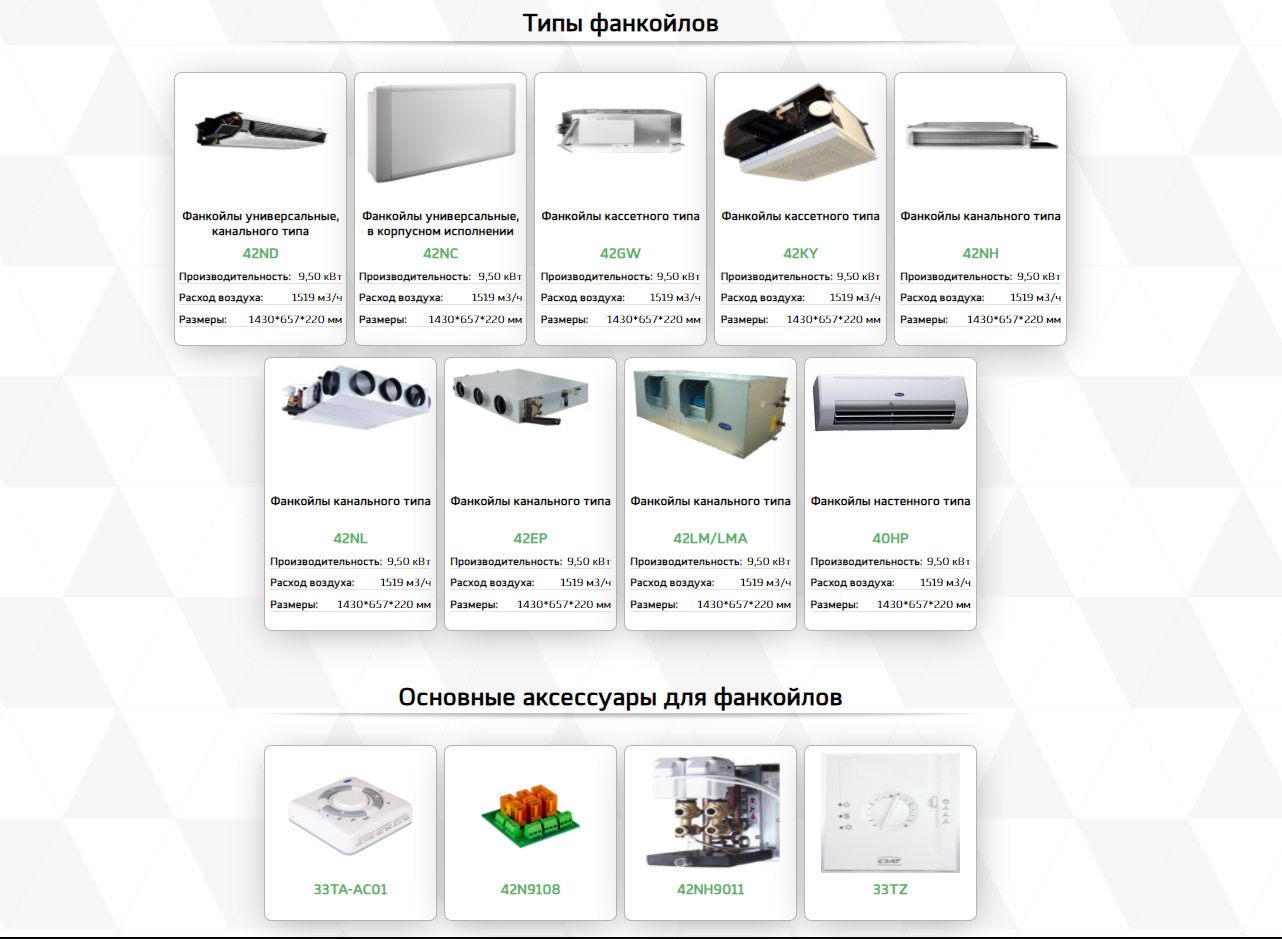 Типы фанкойлов
Фанкойлы универсальные,
канального типа
42ND
Производительность: 9,50 кВт
Расход воздуха: 1519 м3/ч
Размеры: 1430*657*220 мм
Фанкойлы универсальные,
в корпусном исполнении
42NC
Производительность: 9,50 кВт
Расход воздуха: 1519 м3/ч
Размеры: 1430*657*220 мм
Фанкойлы кассетного типа
42GW
Производительность: 9,50 кВт
Расход воздуха: 1519 м3/ч
Размеры: 1430*657*220 мм
Фанкойлы кассетного типа
42KY
Производительность: 9,50 кВт
Расход воздуха: 1519 м3/ч
Размеры: 1430*657*220 мм
Фанкойлы канального типа
42NH
Производительность: 9,50 кВт
Расход воздуха: 1519 м3/ч
Размеры: 1430*657*220 мм
Фанкойлы канального типа
42NL
Производительность: 9,50 кВт
Расход воздуха: 1519 м3/ч
Размеры: 1430*657*220 мм
Фанкойлы канального типа
42EP
Производительность: 9,50 кВт
Расход воздуха: 1519 м3/ч
Размеры: 1430*657*220 мм
Фанкойлы канального типа
42LM/LMA
Производительность: 9,50 кВт
Расход воздуха: 1519 м3/ч
Размеры: 1430*657*220 мм
Фанкойлы настенного типа
40HP
Производительность: 9,50 кВт
Расход воздуха: 1519 м3/ч
Размеры: 1430*657*220 мм
Основные аксессуары для фанкойлов
33TA-AC01
42N9108
42NH9011
CIAT
33TZ